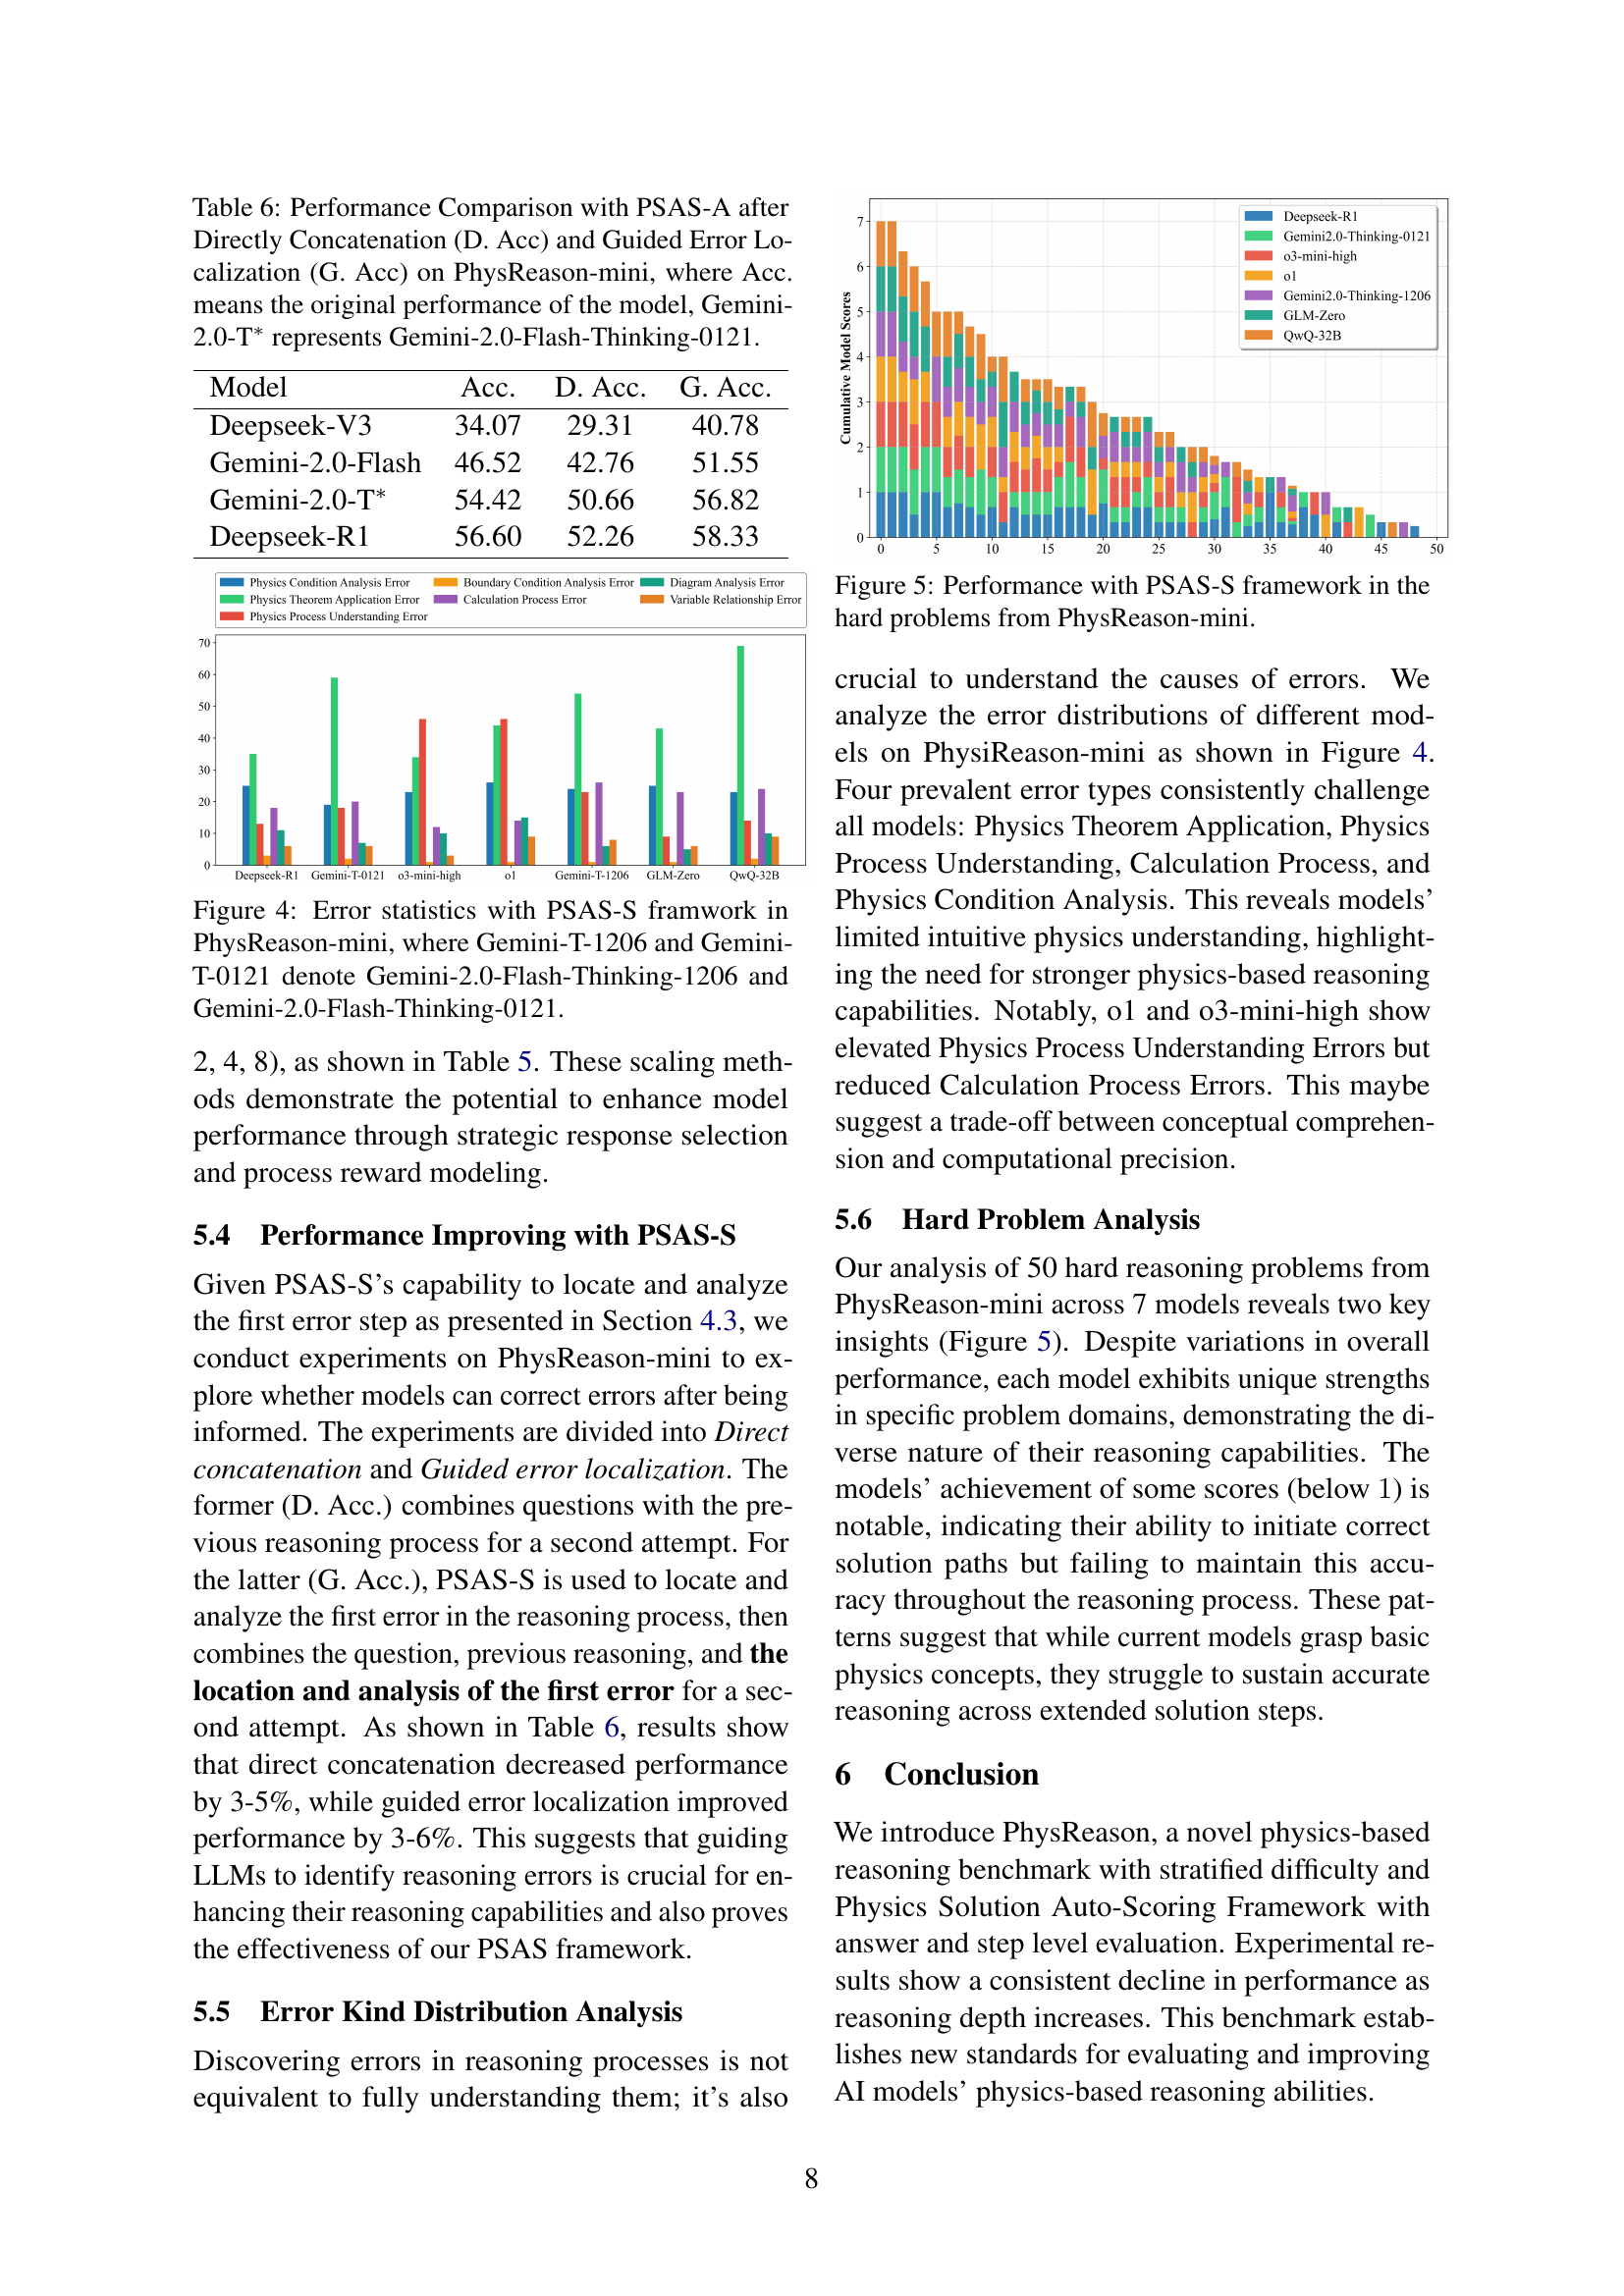 Table 6: Performance Comparison with PSAS-A after
Directly Concatenation (D. Acc) and Guided Error Lo-
calization (G. Acc) on PhysReason-mini, where Acc.
means the original performance of the model, Gemini-
2.0-T* represents Gemini-2.0-Flash-Thinking-0121.
Model Acc. D. Acc. G. Acc.
Deepseek-V3 34.07 29.31 40.78
Gemini-2.0-Flash 46.52 42.76 51.55
Gemini-2.0-T* 54.42 50.66 56.82
Deepseek-R1 56.60 52.26 58.33
Physics Condition Analysis Error Boundary Condition Analysis Error Diagram Analysis Error
Physics Theorem Application Error Calculation Process Error Variable Relationship Error
Physics Process Understanding Error
70
60
50
40
30
20
10
0
Deepseek-R1 Gemini-T-0121 o3-mini-high o1 Gemini-T-1206 GLM-Zero QwQ-32B
Figure 4: Error statistics with PSAS-S framwork in
PhysReason-mini, where Gemini-T-1206 and Gemini-
T-0121 denote Gemini-2.0-Flash-Thinking-1206 and
Gemini-2.0-Flash-Thinking-0121.
2, 4, 8), as shown in Table 5. These scaling meth-
ods demonstrate the potential to enhance model
performance through strategic response selection
and process reward modeling.
5.4 Performance Improving with PSAS-S
Given PSAS-S's capability to locate and analyze
the first error step as presented in Section 4.3, we
conduct experiments on PhysReason-mini to ex-
plore whether models can correct errors after being
informed. The experiments are divided into Direct
concatenation and Guided error localization. The
former (D. Acc.) combines questions with the pre-
vious reasoning process for a second attempt. For
the latter (G. Acc.), PSAS-S is used to locate and
analyze the first error in the reasoning process, then
combines the question, previous reasoning, and the
location and analysis of the first error for a sec-
ond attempt. As shown in Table 6, results show
that direct concatenation decreased performance
by 3-5%, while guided error localization improved
performance by 3-6%. This suggests that guiding
LLMs to identify reasoning errors is crucial for en-
hancing their reasoning capabilities and also proves
the effectiveness of our PSAS framework.
5.5 Error Kind Distribution Analysis
Discovering errors in reasoning processes is not
equivalent to fully understanding them; it's also
Cumulative Model Scores
7
6
5
4
3
2
1
0
0 5 10 15 20 25 30 35 40 45 50
Deepseek-R1
Gemini2.0-Thinking-0121
o3-mini-high
o1
Gemini2.0-Thinking-1206
GLM-Zero
QwQ-32B
Figure 5: Performance with PSAS-S framework in the
hard problems from PhysReason-mini.
crucial to understand the causes of errors. We
analyze the error distributions of different mod-
els on PhysiReason-mini as shown in Figure 4.
Four prevalent error types consistently challenge
all models: Physics Theorem Application, Physics
Process Understanding, Calculation Process, and
Physics Condition Analysis. This reveals models'
limited intuitive physics understanding, highlight-
ing the need for stronger physics-based reasoning
capabilities. Notably, o1 and o3-mini-high show
elevated Physics Process Understanding Errors but
reduced Calculation Process Errors. This maybe
suggest a trade-off between conceptual comprehen-
sion and computational precision.
5.6 Hard Problem Analysis
Our analysis of 50 hard reasoning problems from
PhysReason-mini across 7 models reveals two key
insights (Figure 5). Despite variations in overall
performance, each model exhibits unique strengths
in specific problem domains, demonstrating the di-
verse nature of their reasoning capabilities. The
models' achievement of some scores (below 1) is
notable, indicating their ability to initiate correct
solution paths but failing to maintain this accu-
racy throughout the reasoning process. These pat-
terns suggest that while current models grasp basic
physics concepts, they struggle to sustain accurate
reasoning across extended solution steps.
6 Conclusion
We introduce PhysReason, a novel physics-based
reasoning benchmark with stratified difficulty and
Physics Solution Auto-Scoring Framework with
answer and step level evaluation. Experimental re-
sults show a consistent decline in performance as
reasoning depth increases. This benchmark estab-
lishes new standards for evaluating and improving
AI models' physics-based reasoning abilities.
8